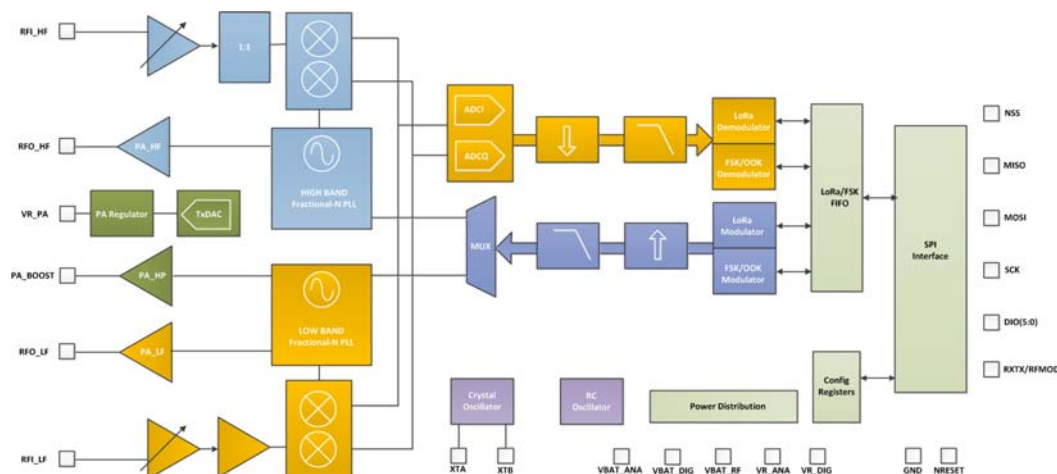 RFI_HF
1:1
RFO_HF
PA_HF
HIGH BAND
Fractional-N PLL
VR_PA
PA Regulator
TxDAC
PA_BOOST
PA_HP
LOW BAND
Fractional-N PLL
RFO_LF
PA_LF
RFI_LF
ADCI
ADCQ
MUX
LoRa
Demodulator
FSK/OOK
Demodulator
LoRa
Modulator
FSK/OOK
Modulator
LoRa/FSK
FIFO
SPI
Interface
NSS
MISO
MOSI
SCK
DIO(5:0)
RXTX/RFMOD
Config
Registers
Crystal
Oscillator
RC
Oscillator
Power Distribution
XTA
XTB
VBAT_ANA
VBAT_DIG
VBAT_RF
VR_ANA
VR_DIG
GND
NRESET